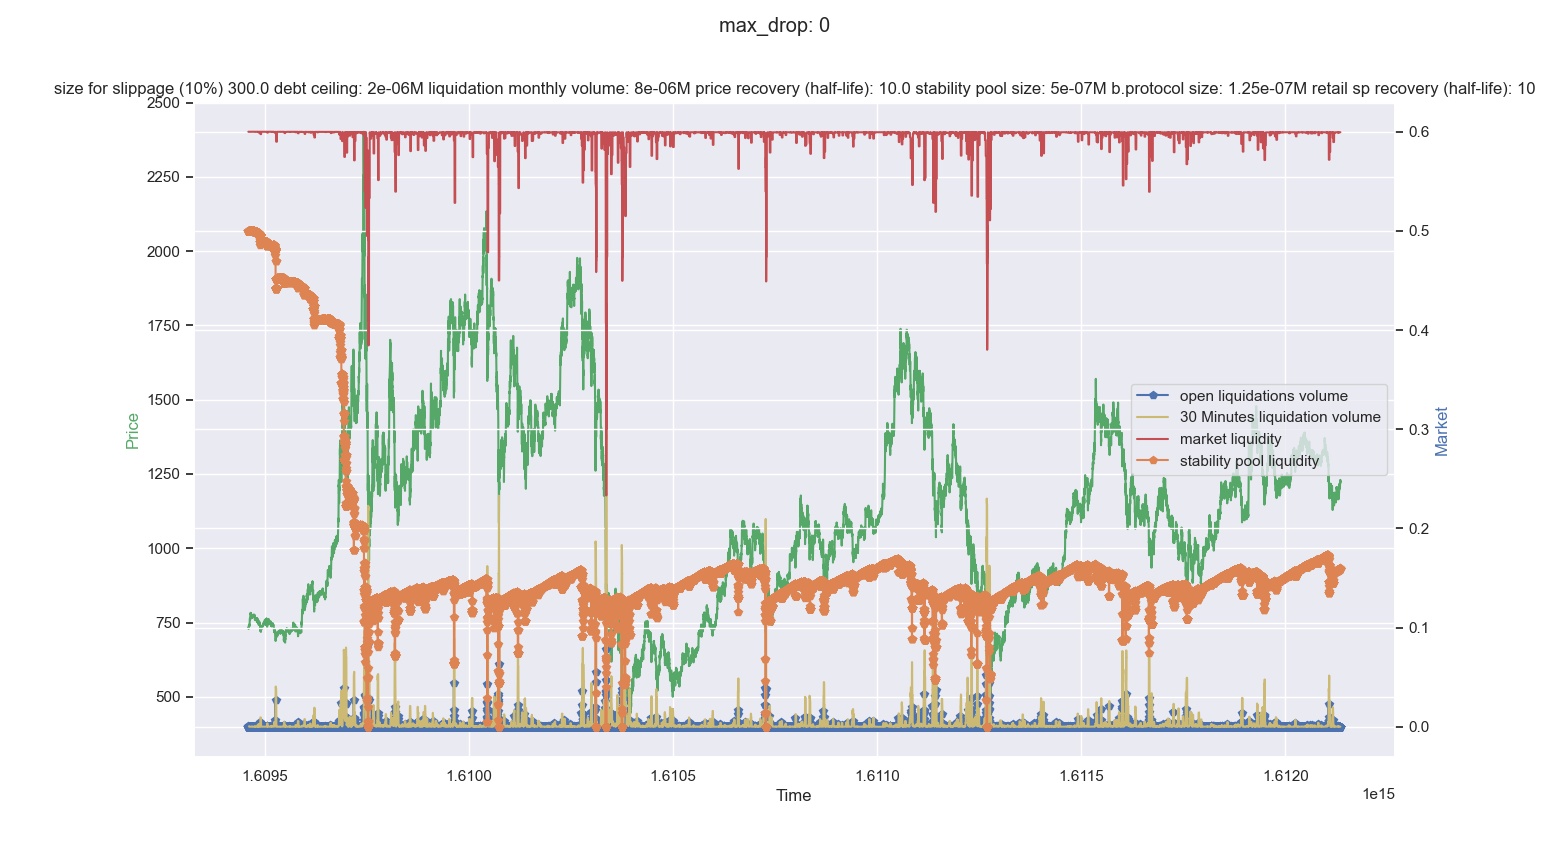 max_drop: 0
size for slippage (10%) 300.0 debt ceiling: 2e-06M liquidation monthly volume: 8e-06M price recovery (half-life): 10.0 stability pool size: 5e-07M b.protocol size: 1.25e-07M retail sp recovery (half-life): 10
2500
2250
2000
1750
1500
1250
1000
750
500
Price
0.6
0.5
0.4
0.3
0.2
0.1
0.0
Market
open liquidations volume
30 Minutes liquidation volume
market liquidity
stability pool liquidity
1.6095 1.6100 1.6105 1.6110 1.6115 1.6120
Time
1e15